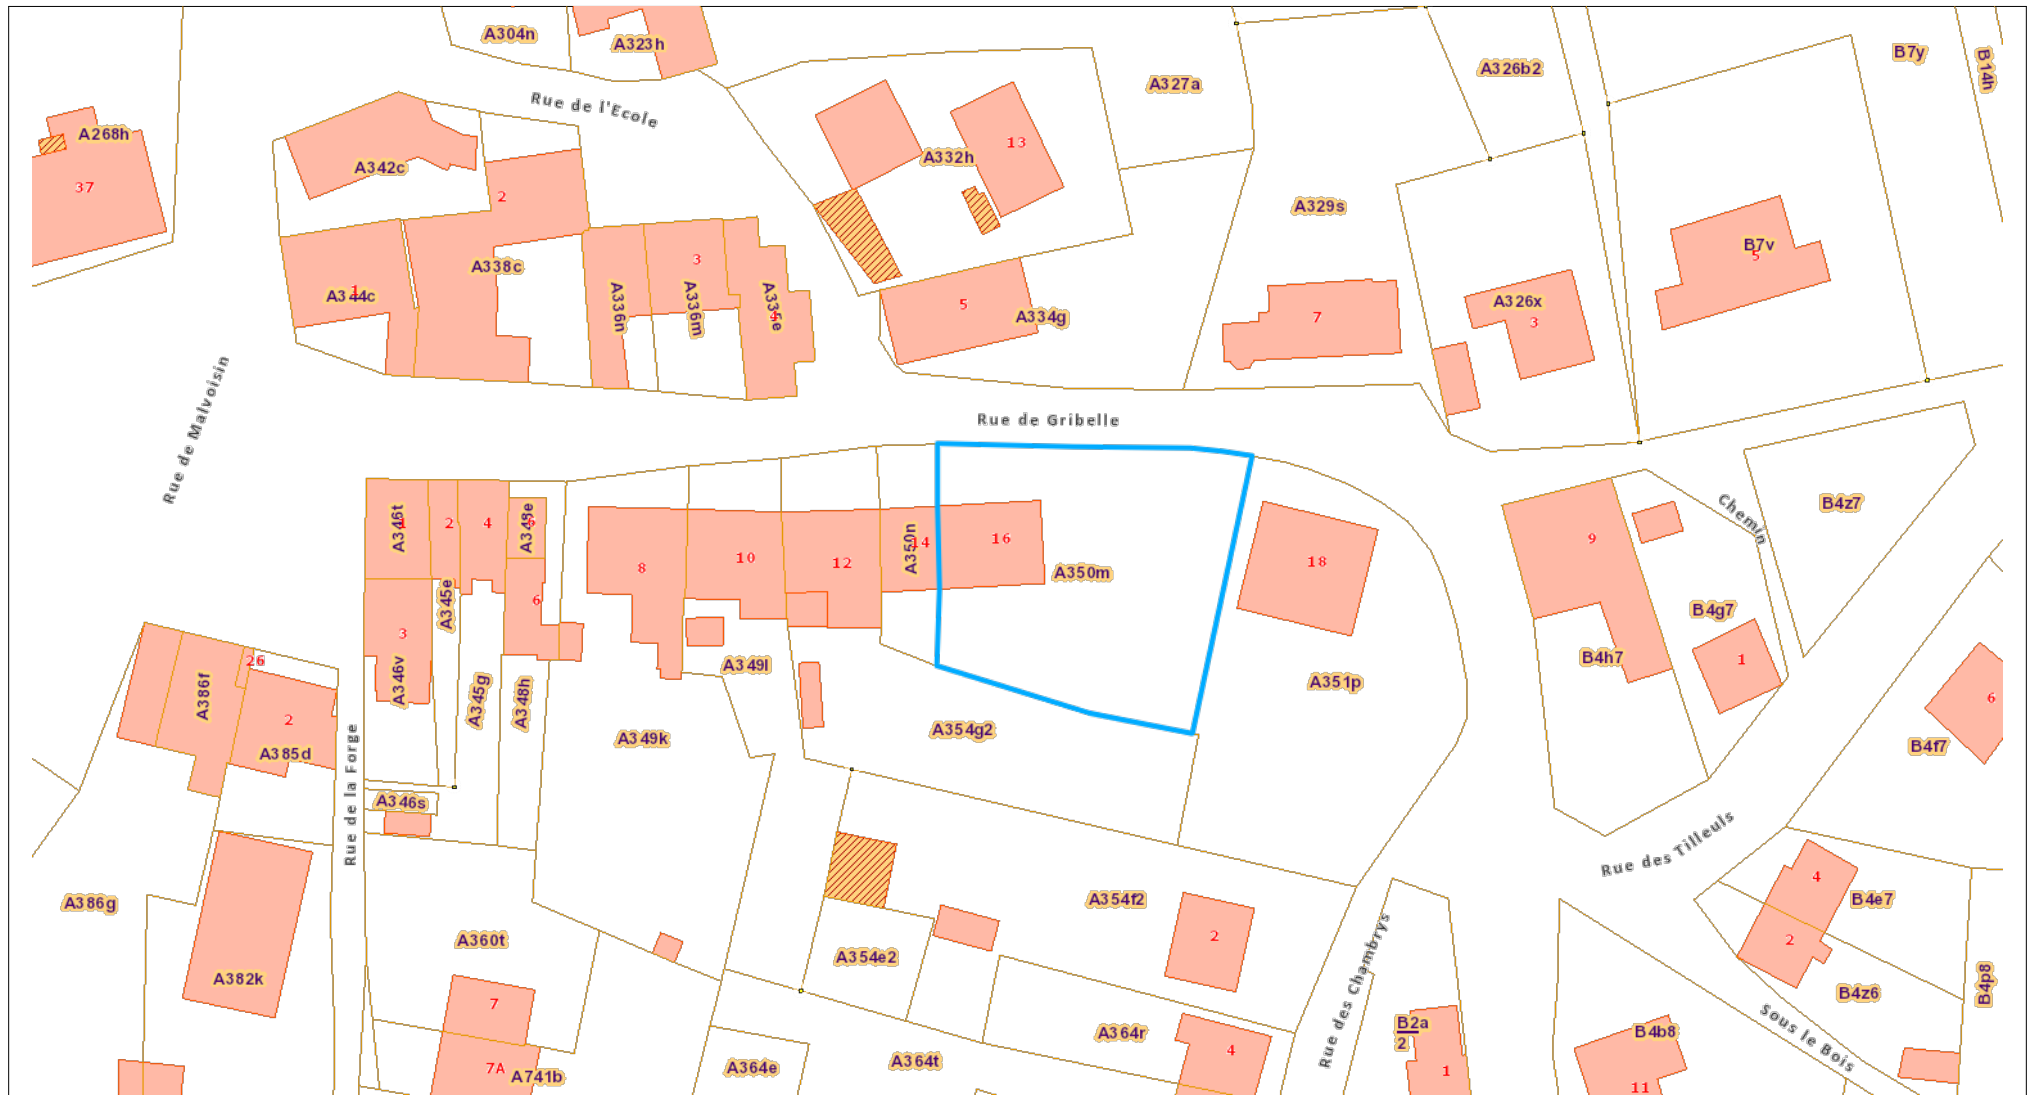 A304n
A323h
Rue de l'Ecole
A327a
A326b2
B7y
B14h
A268h
37
A342c
2
A332h
13
A329s
A338c
1
A344c
A336n
3
A336m
A335e
4
5
A334g
7
A326x
3
B7v
5
Rue de Malvoisin
Rue de Gribelle
A346t
1
2
4
A348e
8
10
12
A350n
14
16
A350m
18
9
Chemin
B4z7
A345e
6
3
A346v
A345g
A348h
A349k
A349l
A354g2
A351p
B4h7
B4g7
1
B4f7
6
26
A386f
2
A385d
Rue de la Forge
A346s
Rue des Tilleuls
A386g
A382k
A360t
7
7A
A741b
A354f2
2
A354e2
4
B4e7
2
B4z6
B4p8
Rue des Chambrys
A364e
A364t
A364r
4
B2a
2
1
B4b8
11
Sous le Bois